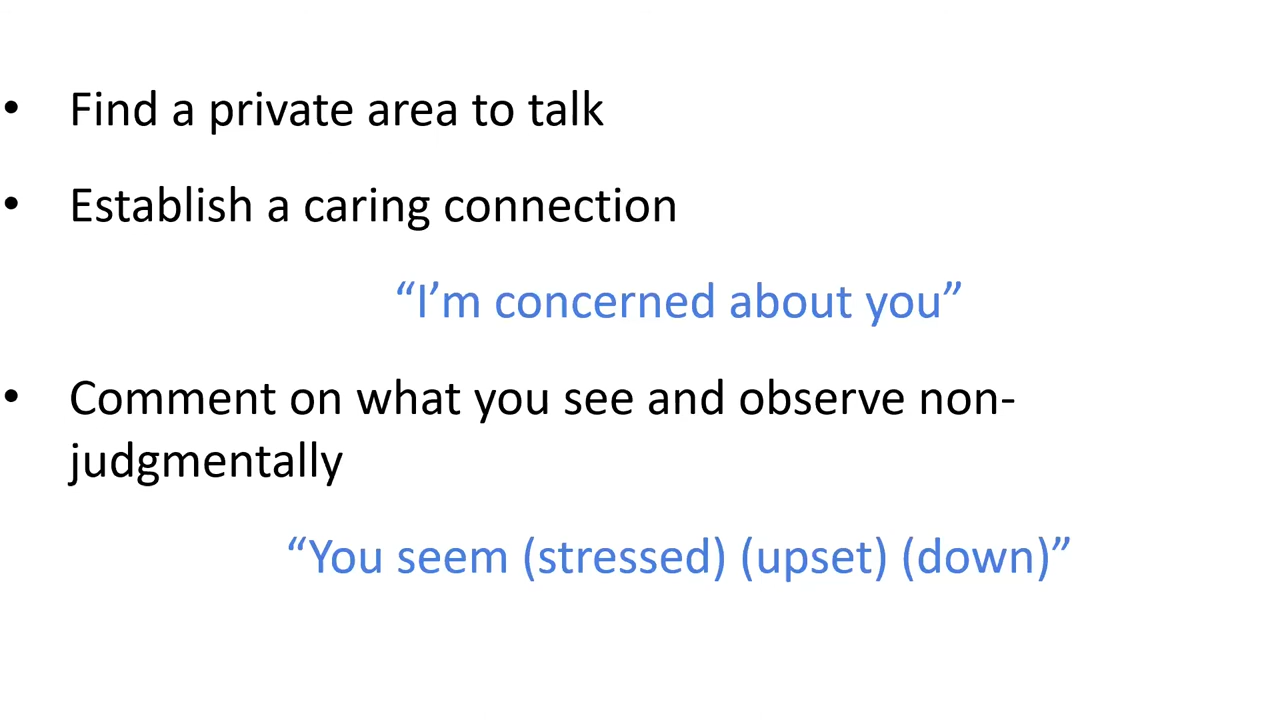 • Find a private area to talk
• Establish a caring connection
“I’m concerned about you”
• Comment on what you see and observe non-
judgmentally
“You seem (stressed) (upset) (down)”